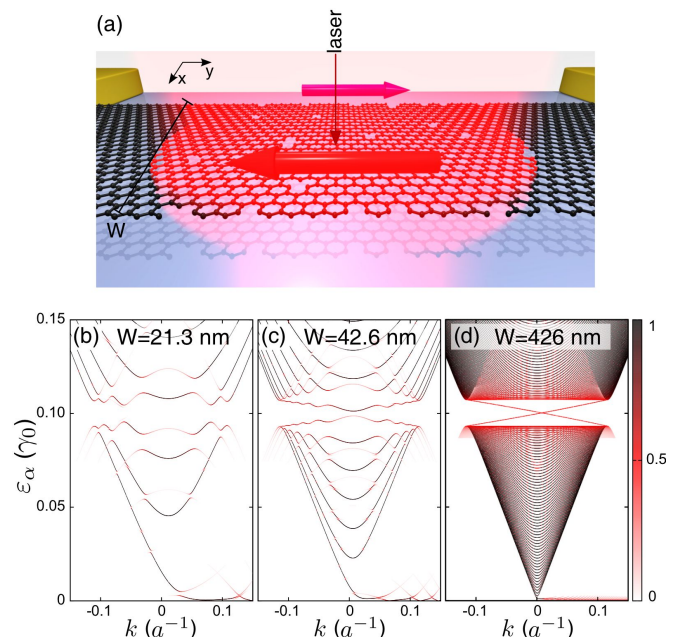 (a)
laser
x
y
W
(b) W=21.3 nm
(c) W=42.6 nm
(d) W=426 nm
0.15
0.10
0.05
0
εα (γ0)
-0.1 0 0.1
-0.1 0 0.1
-0.1 0 0.1
k (a⁻¹)
k (a⁻¹)
k (a⁻¹)
1
0.5
0